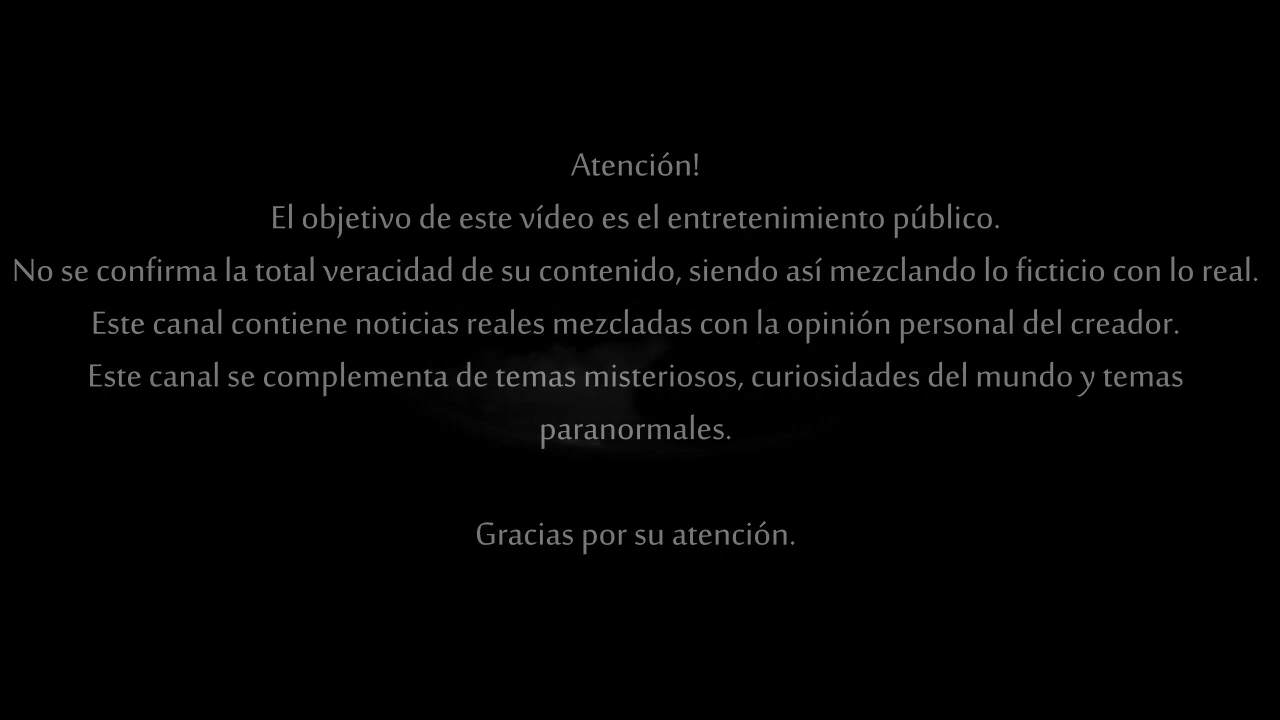 Atención!
El objetivo de este vídeo es el entretenimiento público.
No se confirma la total veracidad de su contenido, siendo así mezclando lo ficticio con lo real.
Este canal contiene noticias reales mezcladas con la opinión personal del creador.
Este canal se complementa de temas misteriosos, curiosidades del mundo y temas
paranormales.
Gracias por su atención.